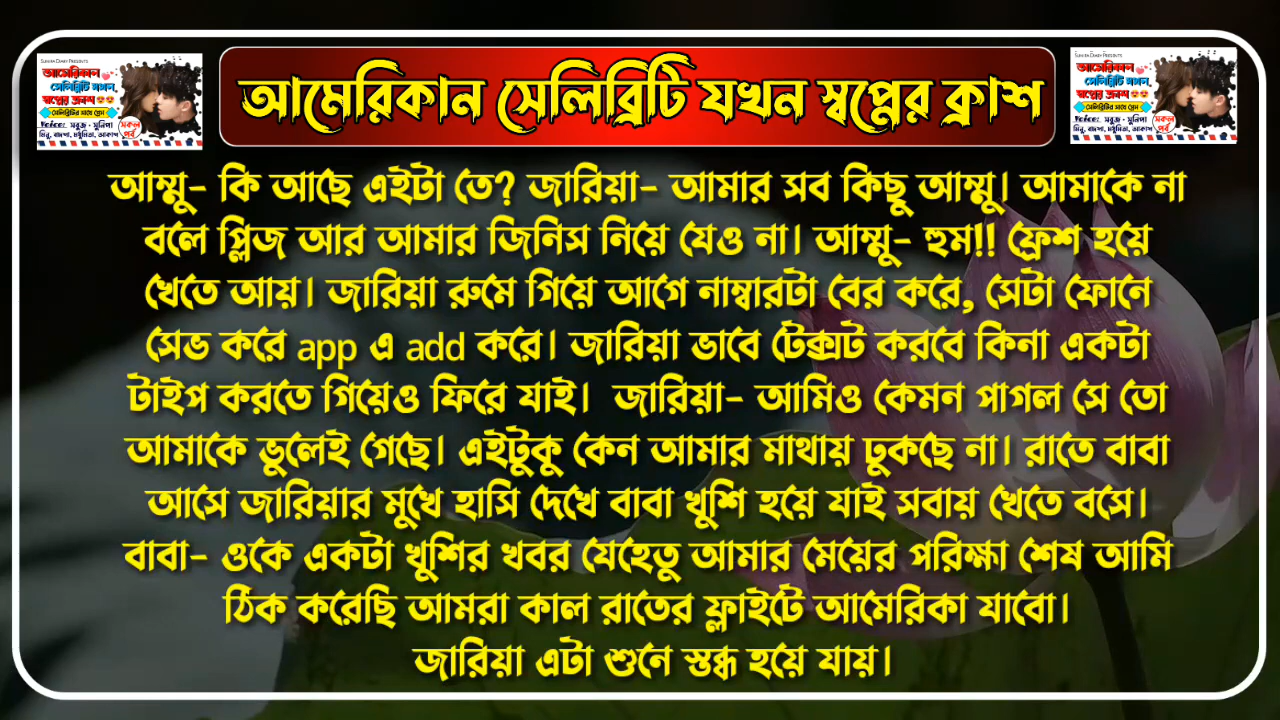 আমেরিকান সেলিব্রিটি যখন স্বপ্নের ক্রাশ
আম্মু- কি আছে এইটা তে? জারিয়া- আমার সব কিছু আম্মু। আমাকে না
বলে প্লিজ আর আমার জিনিস নিয়ে যেও না। আম্মু- হুম!! ফ্রেশ হয়ে
খেতে আয়। জারিয়া রুমে গিয়ে আগে নাম্বারটা বের করে, সেটা ফোনে
সেভ করে app এ add করে। জারিয়া ভাবে টেক্সট করবে কিনা একটা
টাইপ করতে গিয়েও ফিরে যাই। জারিয়া- আমিও কেমন পাগল সে তো
আমাকে ভুলেই গেছে। এইটুকু কেন আমার মাথায় ঢুকছে না। রাতে বাবা
আসে জারিয়ার মুখে হাসি দেখে বাবা খুশি হয়ে যাই সবায় খেতে বসে।
বাবা- ওকে একটা খুশির খবর যেহেতু আমার মেয়ের পরিক্ষা শেষ আমি
ঠিক করেছি আমরা কাল রাতের ফ্লাইটে আমেরিকা যাবো।
জারিয়া এটা শুনে স্তব্ধ হয়ে যায়।